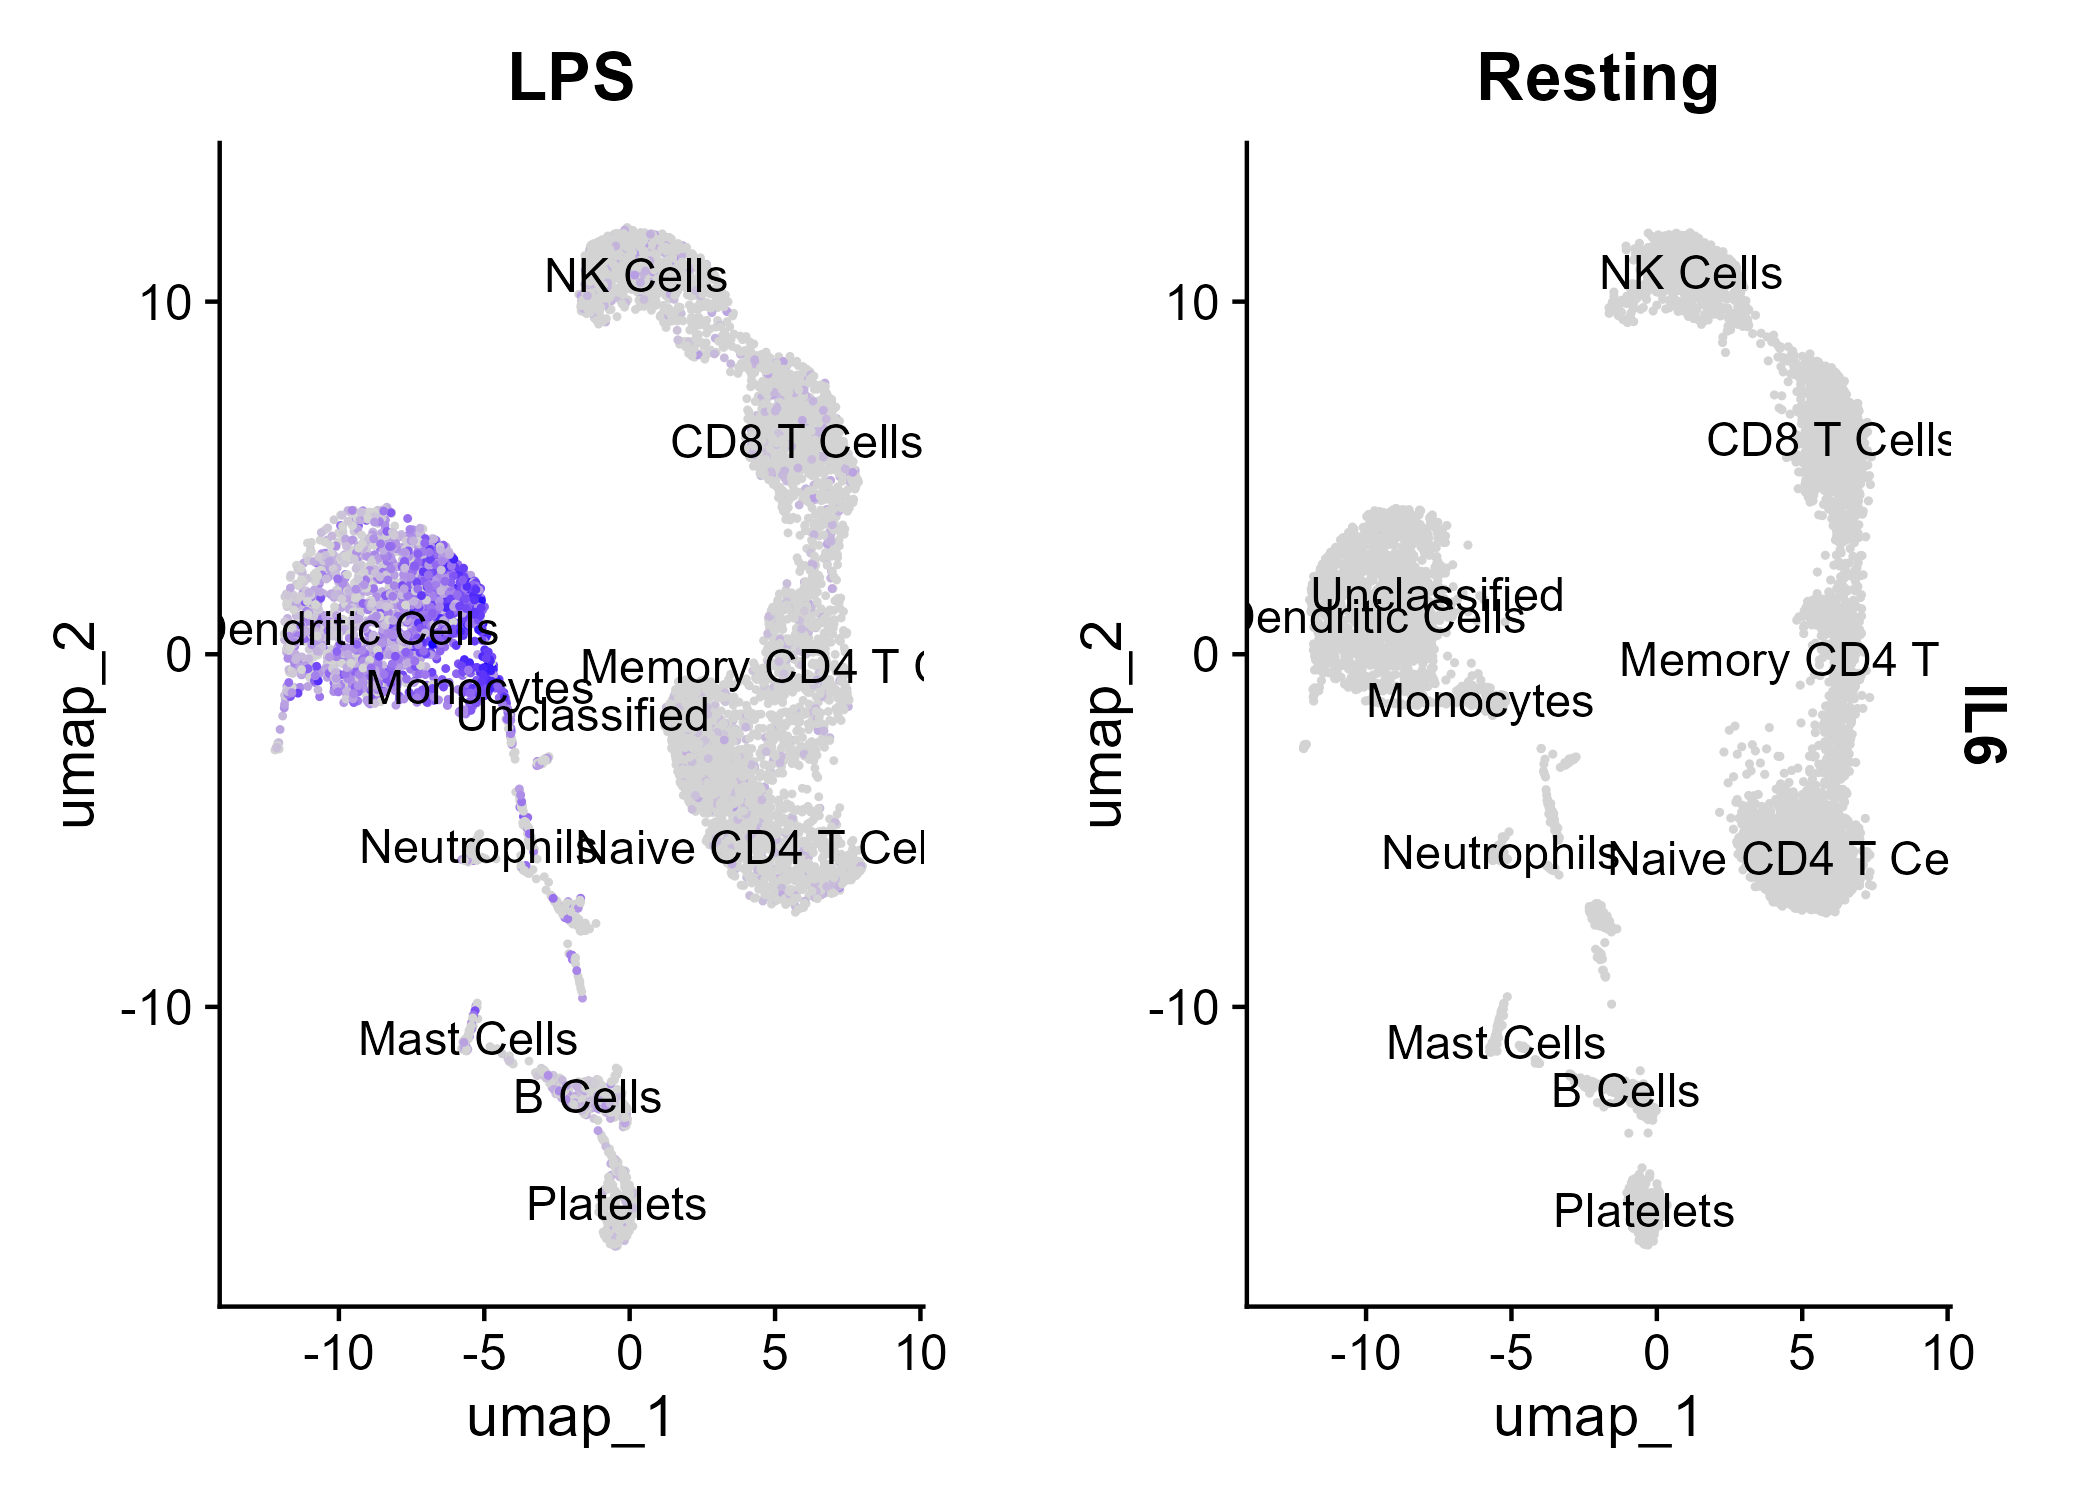 LPS
Resting
NK Cells
CD8 T Cells
Dendritic Cells
Memory CD4 T C
Monocytes
Unclassified
Neutrophils
Naive CD4 T Cel
Mast Cells
B Cells
Platelets
10
0
-10
umap_2
-10
-5
0
5
10
umap_1
NK Cells
CD8 T Cells
Unclassified
Dendritic Cells
Memory CD4 T
Monocytes
Neutrophils
Naive CD4 T Ce
Mast Cells
B Cells
Platelets
10
0
-10
umap_2
-10
-5
0
5
10
umap_1
IL6